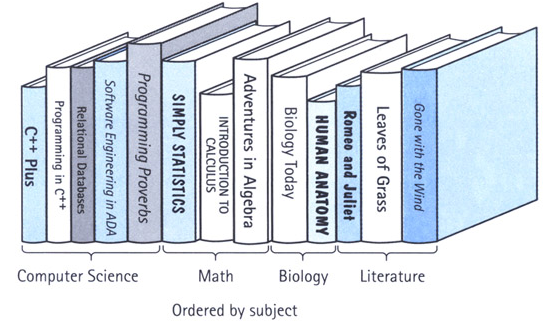 C++ Plus
Programming in C++
Relational Databases
Software Engineering in ADA
Programming Proverbs
SIMPLY STATISTICS
INTRODUCTION TO
CALCULUS
Adventures in Algebra
Biology Today
HUMAN ANATOMY
Romeo and Juliet
Leaves of Grass
Gone with the Wind
Computer Science
Math
Biology
Literature
Ordered by subject